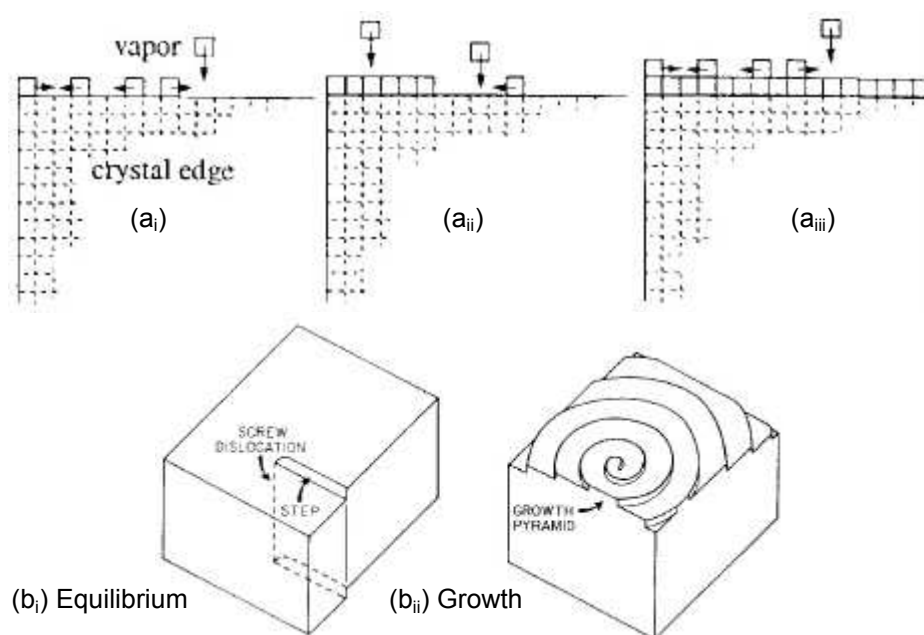 vapor
crystal edge
(aᵢ)
(aᵢᵢ)
(aᵢᵢᵢ)
SCREW
DISLOCATION
STEP
GROWTH
PYRAMID
(bᵢ) Equilibrium
(bᵢᵢ) Growth